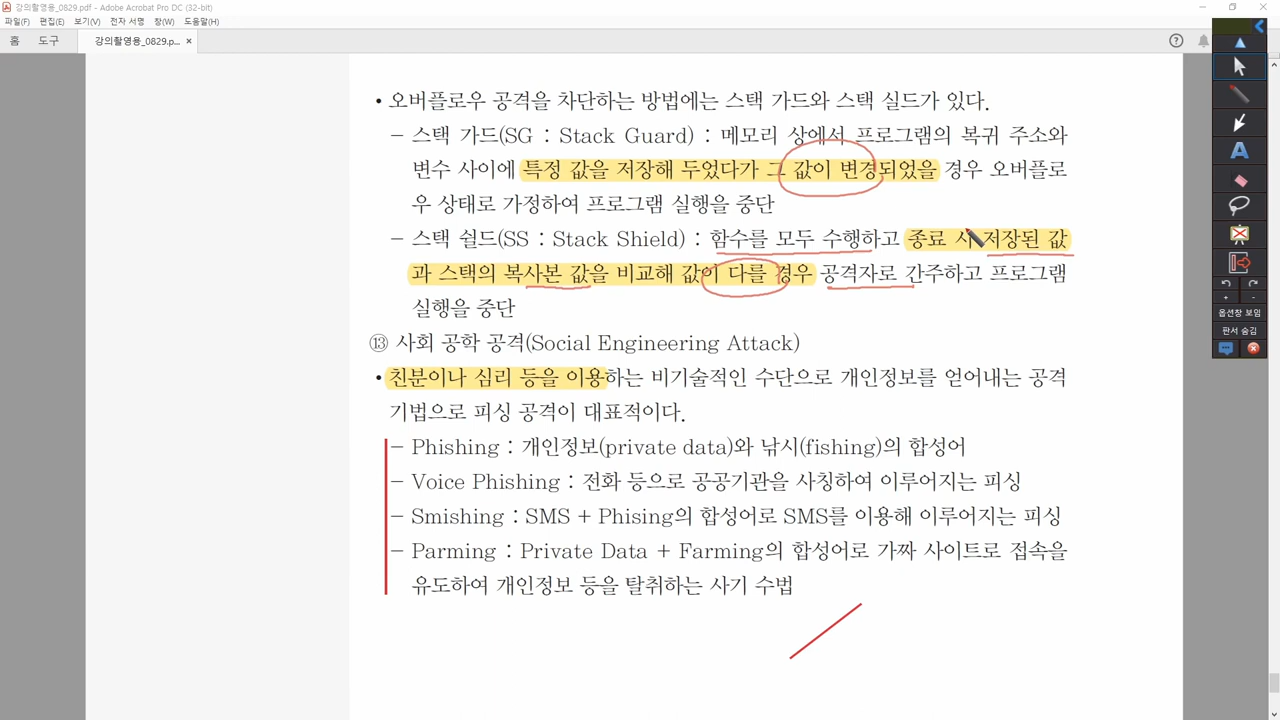 강의촬영용_0829.pdf - Adobe Acrobat Pro DC (32-bit)
파일(F) 편집(E) 보기(V) 전자 서명 창(W) 도움말(H)
홈 도구 강의촬영용_0829.p... ×
• 오버플로우 공격을 차단하는 방법에는 스택 가드와 스택 실드가 있다.
- 스택 가드(SG : Stack Guard) : 메모리 상에서 프로그램의 복귀 주소와
변수 사이에 특정 값을 저장해 두었다가 그 값이 변경되었을 경우 오버플로
우 상태로 가정하여 프로그램 실행을 중단
- 스택 쉴드(SS : Stack Shield) : 함수를 모두 수행하고 종료 시 저장된 값
과 스택의 복사본 값을 비교해 값이 다를 경우 공격자로 간주하고 프로그램
실행을 중단
⑬ 사회 공학 공격(Social Engineering Attack)
• 친분이나 심리 등을 이용하는 비기술적인 수단으로 개인정보를 얻어내는 공격
기법으로 피싱 공격이 대표적이다.
- Phishing : 개인정보(private data)와 낚시(fishing)의 합성어
- Voice Phishing : 전화 등으로 공공기관을 사칭하여 이루어지는 피싱
- Smishing : SMS + Phising의 합성어로 SMS를 이용해 이루어지는 피싱
- Parming : Private Data + Farming의 합성어로 가짜 사이트로 접속을
유도하여 개인정보 등을 탈취하는 사기 수법
A
옵션창 보임
판서 숨김